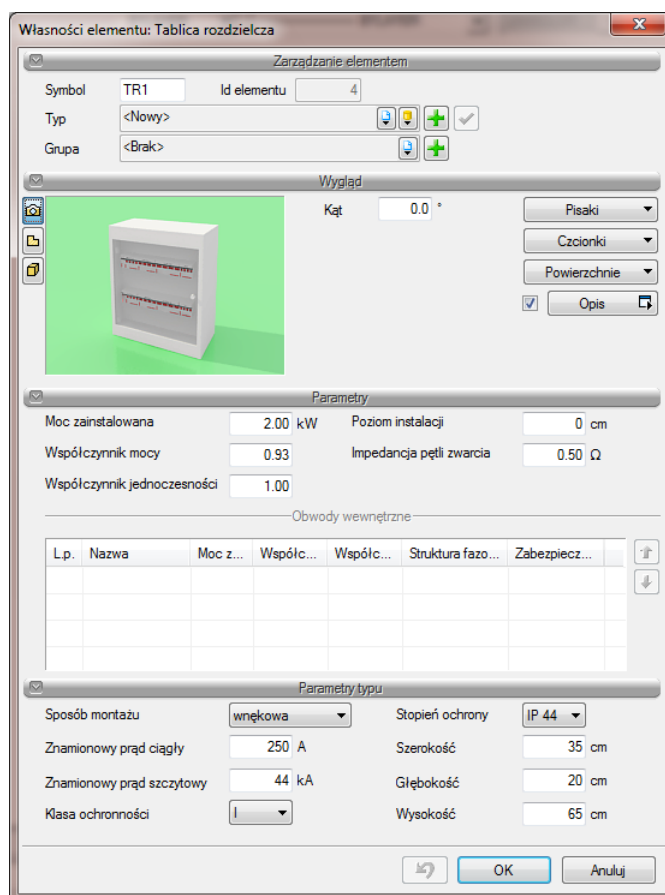 Własności elementu: Tablica rozdzielcza
Zarządzanie elementem
Symbol TR1 Id elementu 4
Typ <Nowy>
Grupa <Brak>
Wygląd
Kąt 0.0 ° Pisaki
Czcionki
Powierzchnie
Opis
Parametry
Moc zainstalowana 2.00 kW Poziom instalacji 0 cm
Współczynnik mocy 0.93 Impedancja pętli zwarcia 0.50 Ω
Współczynnik jednoczesności 1.00
Obwody wewnętrzne
L.p. Nazwa Moc z... Współc... Współc... Struktura fazo... Zabezpiecz...
Parametry typu
Sposób montażu wnękowa Stopień ochrony IP 44
Znamionowy prąd ciągły 250 A Szerokość 35 cm
Znamionowy prąd szczytowy 44 kA Głębokość 20 cm
Klasa ochronności I Wysokość 65 cm
OK Anuluj